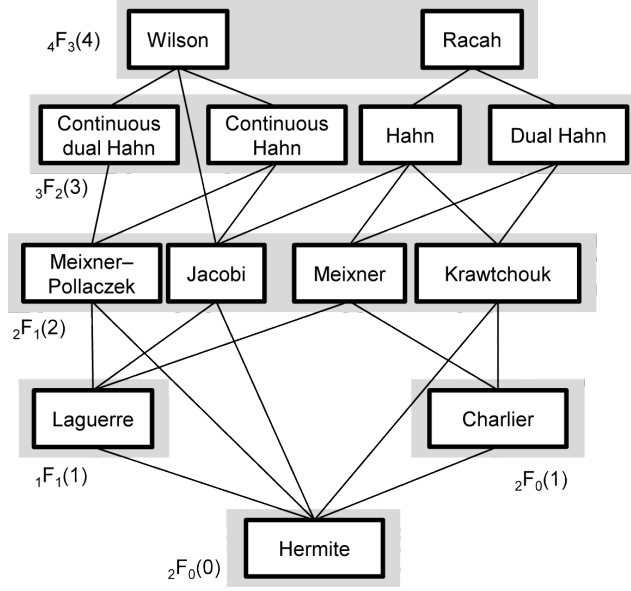 ₄F₃(4)
Wilson
Racah
Continuous
dual Hahn
Continuous
Hahn
Hahn
Dual Hahn
₃F₂(3)
Meixner–
Pollaczek
Jacobi
Meixner
Krawtchouk
₂F₁(2)
Laguerre
Charlier
₁F₁(1)
₂F₀(1)
Hermite
₂F₀(0)